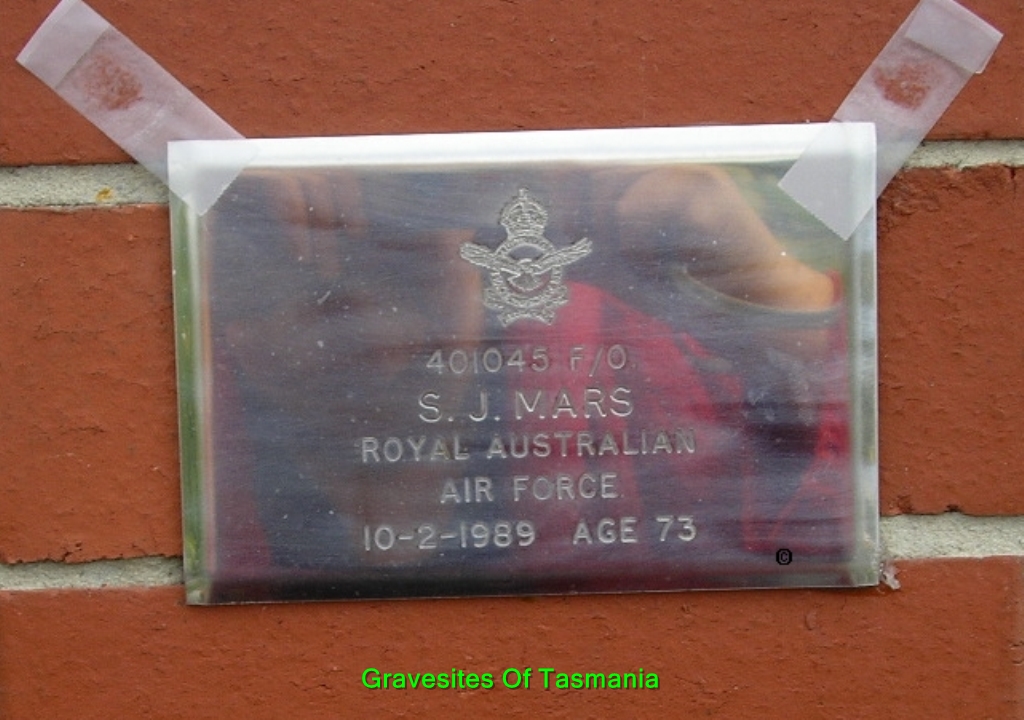 401045 F/O
S. J. MARS
ROYAL AUSTRALIAN
AIR FORCE
10-2-1989 AGE 73
©
Gravesites Of Tasmania